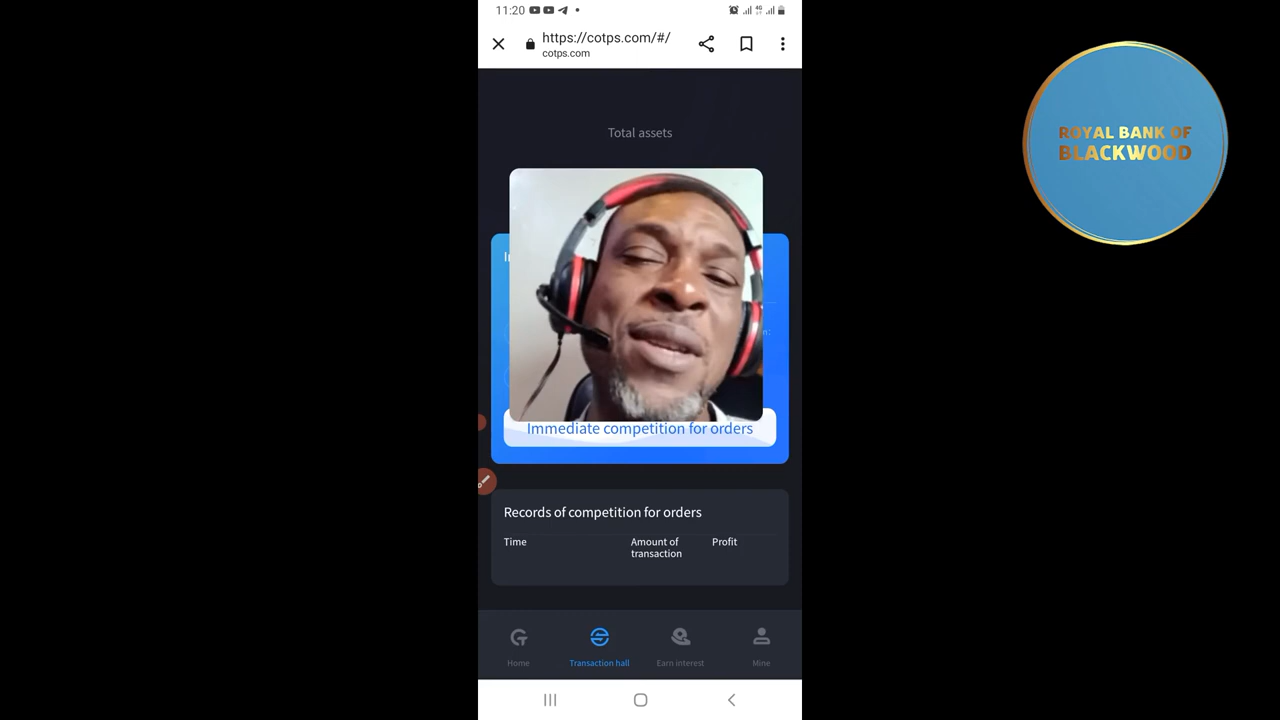 11:20
4G
https://cotps.com/#/
cotps.com
ROYAL BANK OF
BLACKWOOD
Total assets
Immediate competition for orders
Records of competition for orders
Time
Amount of
transaction
Profit
Home
Transaction hall
Earn interest
Mine